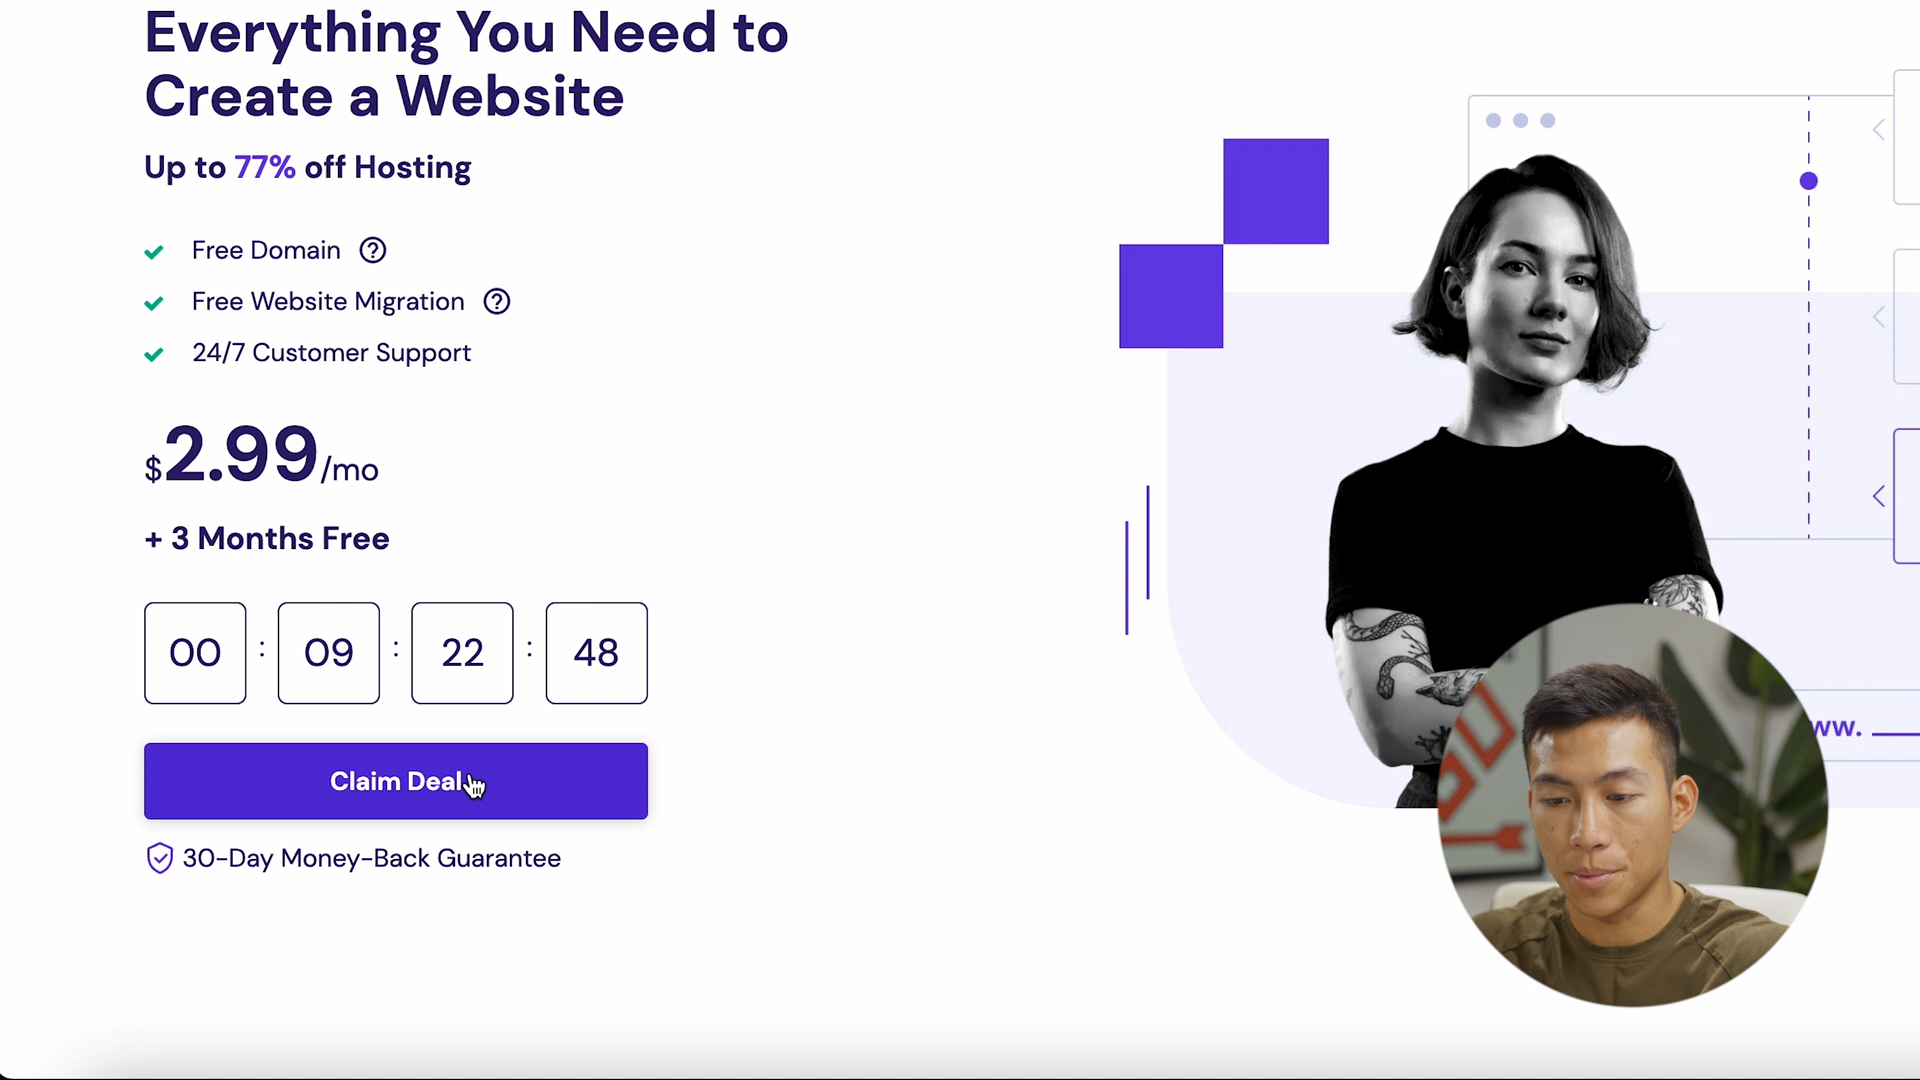 Everything You Need to
Create a Website
Up to 77% off Hosting
Free Domain ?
Free Website Migration ?
24/7 Customer Support
$2.99/mo
+ 3 Months Free
00 : 09 : 22 : 48
Claim Deal
30-Day Money-Back Guarantee
ww.